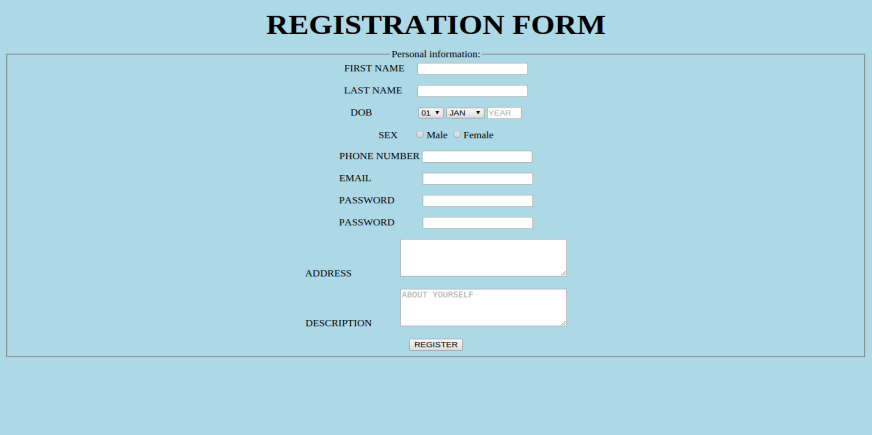 REGISTRATION FORM
Personal information:
FIRST NAME
LAST NAME
DOB 01 JAN YEAR
SEX Male Female
PHONE NUMBER
EMAIL
PASSWORD
PASSWORD
ADDRESS
ABOUT YOURSELF
DESCRIPTION
REGISTER